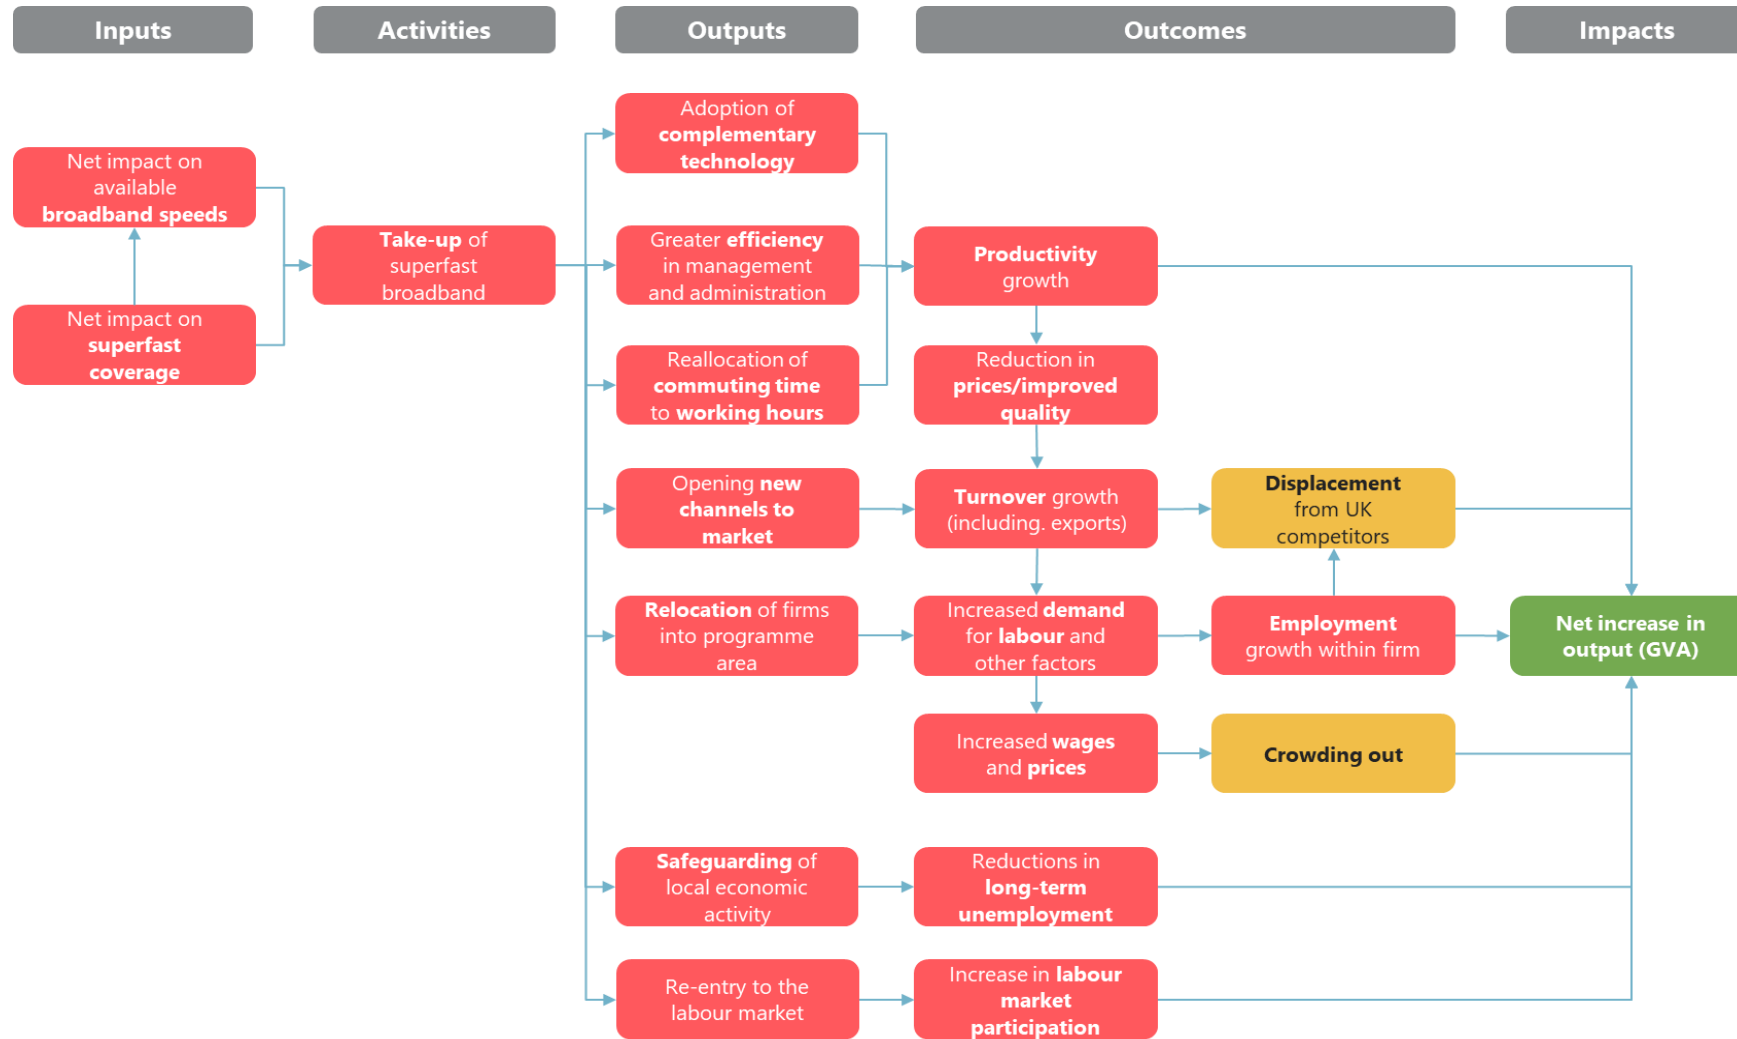 Inputs
Activities
Outputs
Outcomes
Impacts
Net impact on
available
broadband speeds
Net impact on
superfast
coverage
Take-up of
superfast
broadband
Adoption of
complementary
technology
Greater efficiency
in management
and administration
Reallocation of
commuting time
to working hours
Opening new
channels to
market
Relocation of firms
into programme
area
Safeguarding of
local economic
activity
Re-entry to the
labour market
Productivity
growth
Reduction in
prices/improved
quality
Turnover growth
(including. exports)
Increased demand
for labour and
other factors
Increased wages
and prices
Reductions in
long-term
unemployment
Increase in labour
market
participation
Displacement
from UK
competitors
Employment
growth within firm
Crowding out
Net increase in
output (GVA)